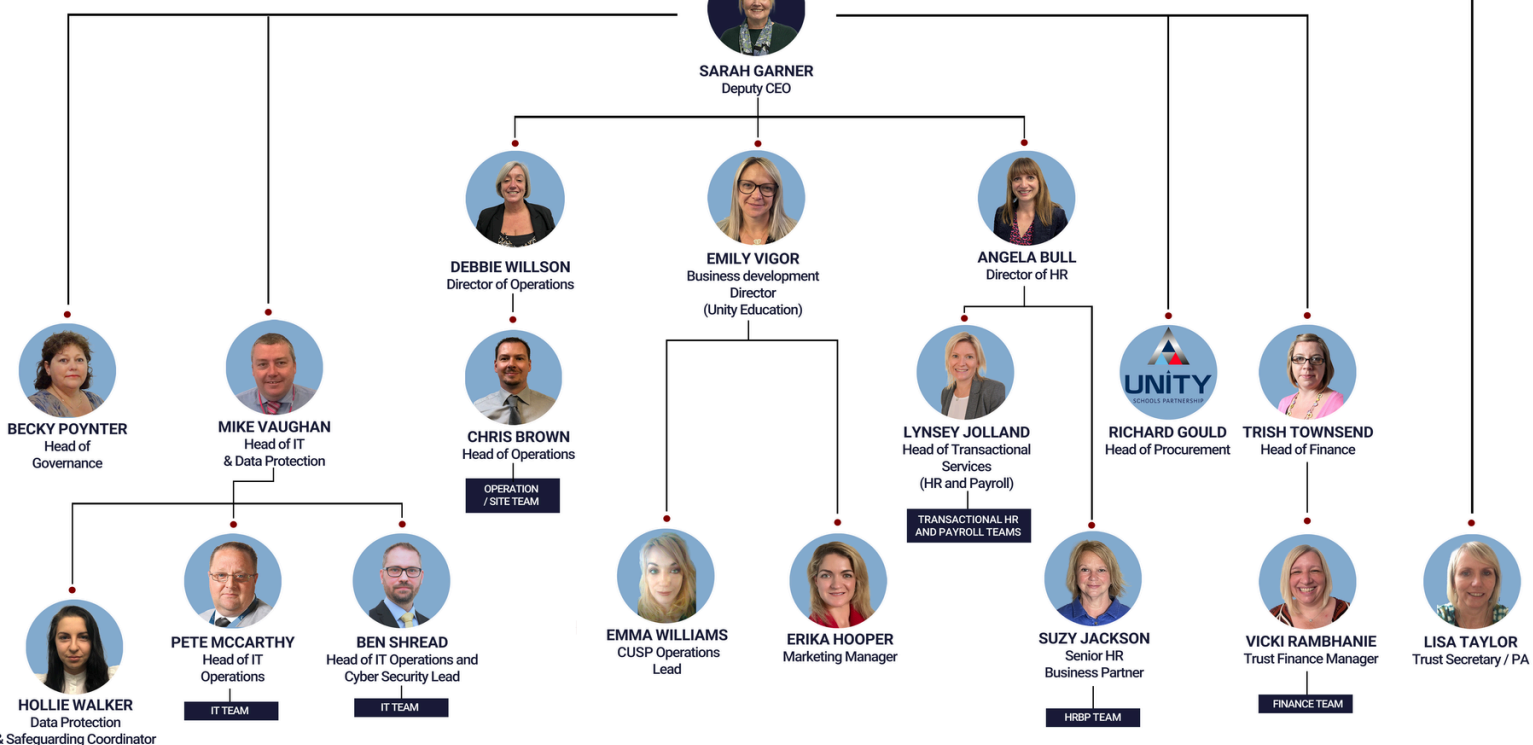 SARAH GARNER
Deputy CEO
DEBBIE WILLSON
Director of Operations
EMILY VIGOR
Business development
Director
(Unity Education)
ANGELA BULL
Director of HR
BECKY POYNTER
Head of
Governance
MIKE VAUGHAN
Head of IT
& Data Protection
CHRIS BROWN
Head of Operations
OPERATION
/ SITE TEAM
LYNSEY JOLLAND
Head of Transactional
Services
(HR and Payroll)
TRANSACTIONAL HR
AND PAYROLL TEAMS
UNITY
SCHOOLS PARTNERSHIP
RICHARD GOULD
Head of Procurement
TRISH TOWNSEND
Head of Finance
HOLLIE WALKER
Data Protection
& Safeguarding Coordinator
PETE MCCARTHY
Head of IT
Operations
IT TEAM
BEN SHREAD
Head of IT Operations and
Cyber Security Lead
IT TEAM
EMMA WILLIAMS
CUSP Operations
Lead
ERIKA HOOPER
Marketing Manager
SUZY JACKSON
Senior HR
Business Partner
HRBP TEAM
VICKI RAMBHANIE
Trust Finance Manager
FINANCE TEAM
LISA TAYLOR
Trust Secretary / PA